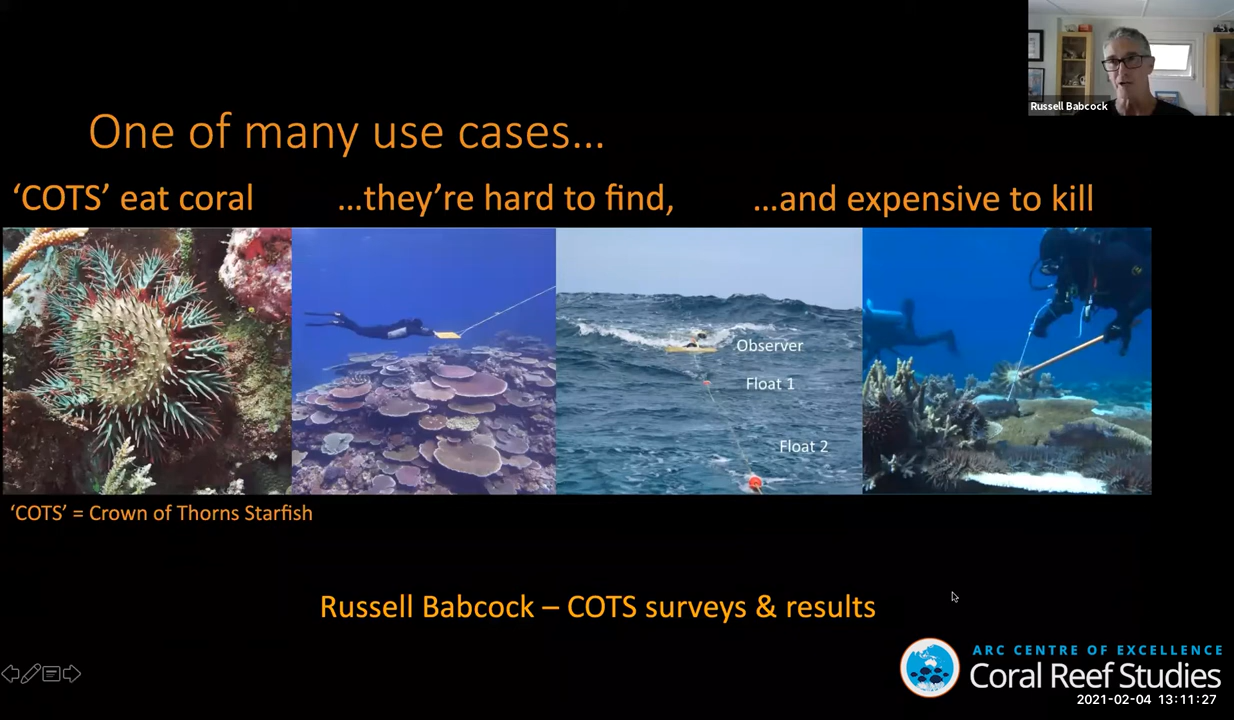 Russell Babcock
One of many use cases...
‘COTS’ eat coral
...they’re hard to find,
...and expensive to kill
Observer
Float 1
Float 2
‘COTS’ = Crown of Thorns Starfish
Russell Babcock – COTS surveys & results
ARC CENTRE OF EXCELLENCE
Coral Reef Studies
2021-02-04 13:11:27